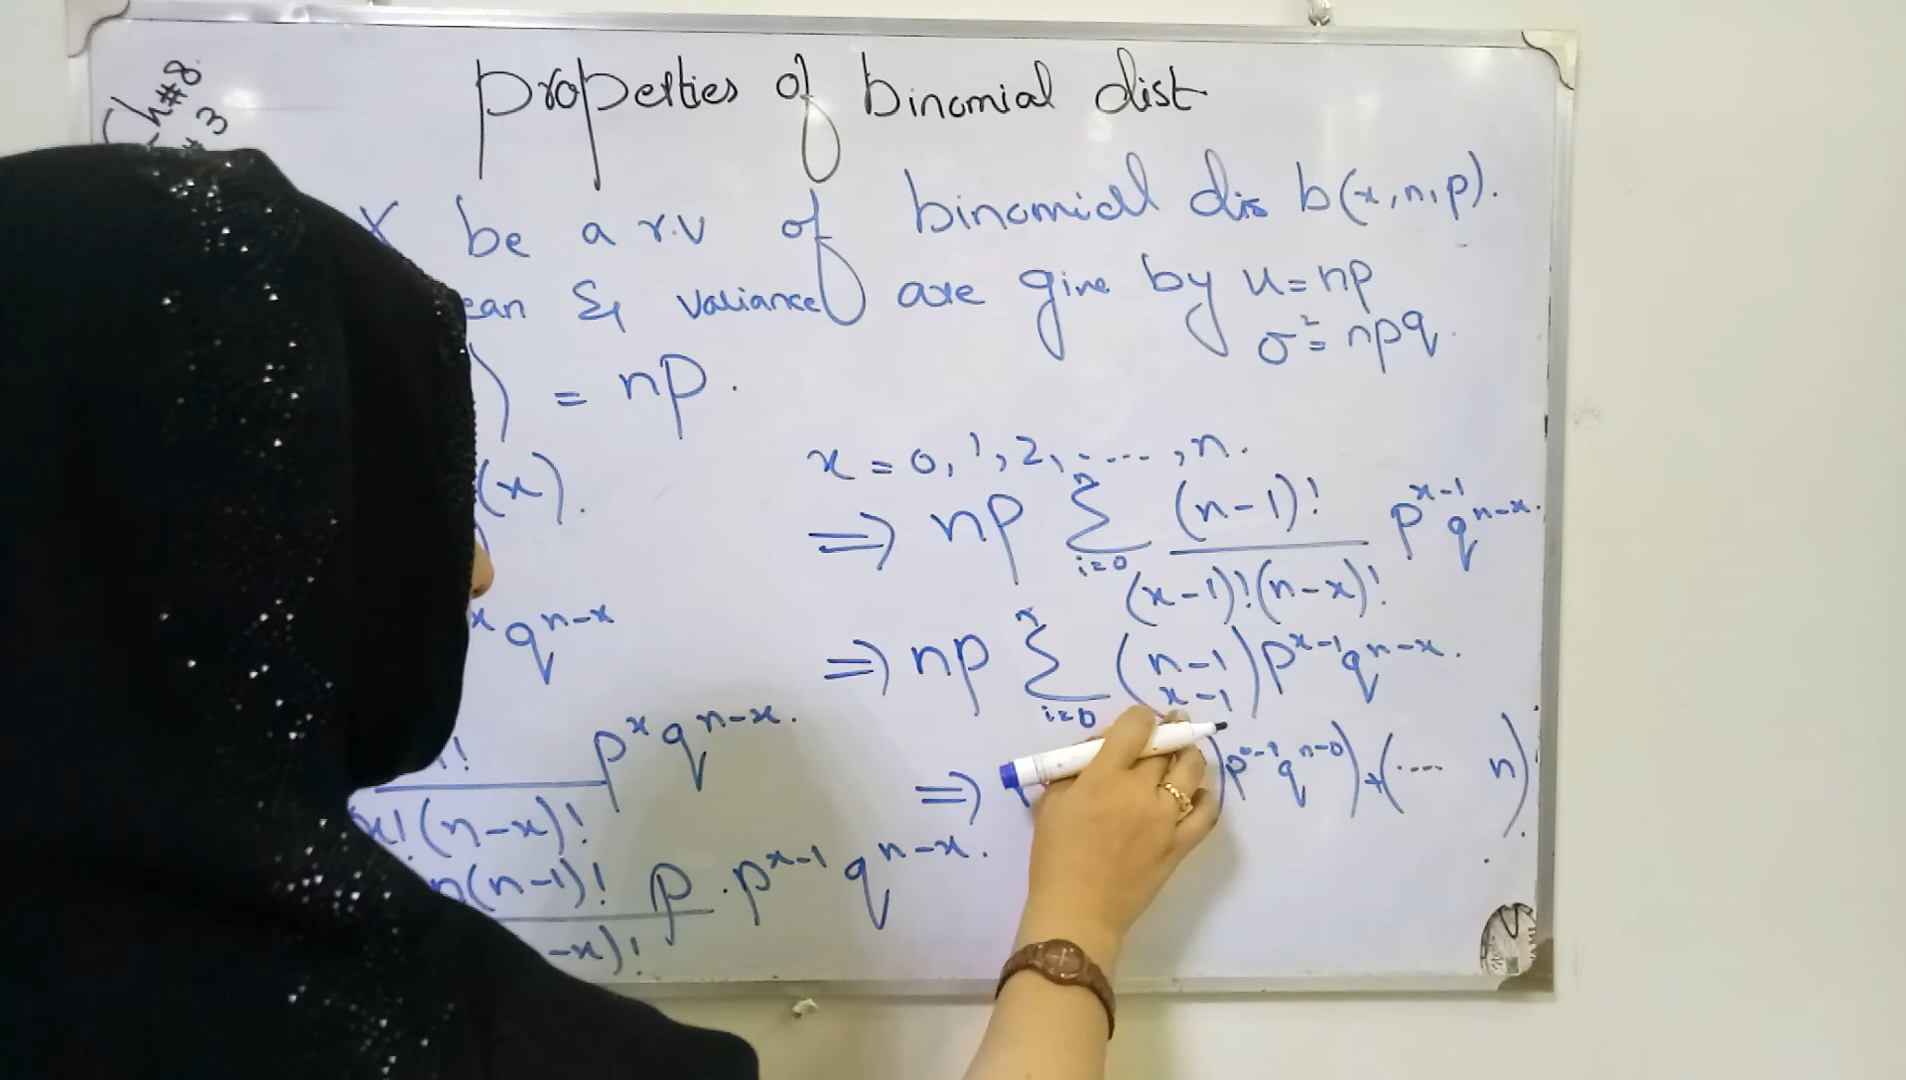 Ch#8
#3
properties of binomial dist
X be a r.v of binomial dis b(x,n,p).
ean & variance are give by u=np
σ²=npq.
) = np.
(x).
x q^{n-x}
! p^x q^{n-x}.
x!(n-x)!
n(n-1)! p.p^{x-1} q^{n-x}.
-x)!
x = 0,1,2,....,n.
⇒ np Σ_{i=0}^{n} (n-1)! p^{x-1} q^{n-x}.
(x-1)!(n-x)!
⇒ np Σ_{i=0}^{n} (n-1 x-1) p^{x-1} q^{n-x}.
⇒ ) p^{0-1} q^{n-0}) + (.... n).